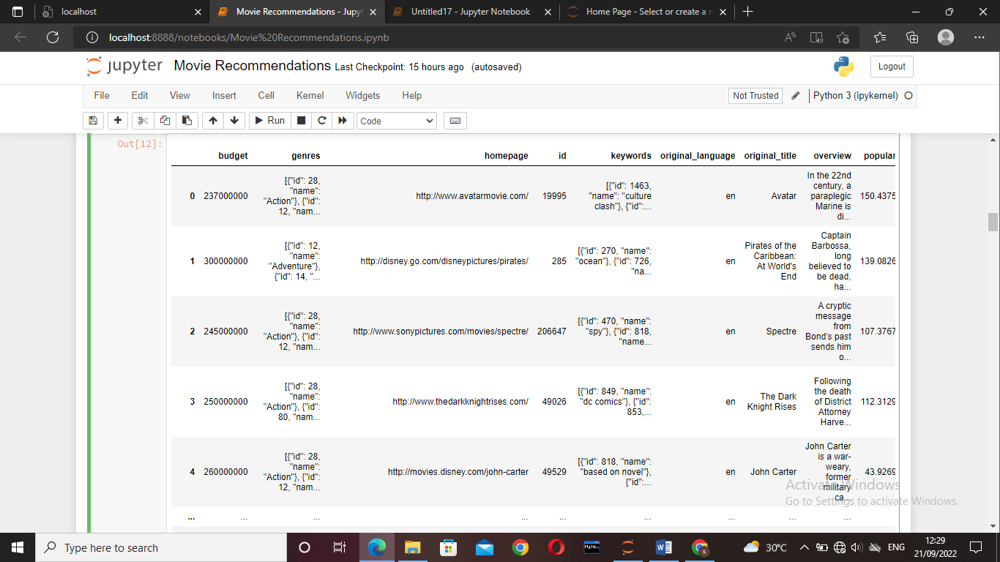 localhost
Movie Recommendations - Jupyt
Untitled17 - Jupyter Notebook
Home Page - Select or create a n
localhost:8888/notebooks/Movie%20Recommendations.ipynb
jupyter Movie Recommendations Last Checkpoint: 15 hours ago (autosaved)
Logout
File Edit View Insert Cell Kernel Widgets Help
Not Trusted
Python 3 (ipykernel)
Run
Code
Out[12]:
budget genres homepage id keywords original_language original_title overview popular
0 237000000
[{"id": 28,
"name":
"Action"}, {"id":
12, "nam...
http://www.avatarmovie.com/
19995
[{"id": 1463,
"name": "culture
clash"}, {"id":...
en
Avatar
In the 22nd
century, a
paraplegic
Marine is
di...
150.4375
1 300000000
[{"id": 12,
"name":
"Adventure"},
{"id": 14, "...
http://disney.go.com/disneypictures/pirates/
285
[{"id": 270, "name":
"ocean"}, {"id": 726,
"na...
en
Pirates of the
Caribbean:
At World's
End
Captain
Barbossa,
long
believed to
be dead,
ha...
139.0826
2 245000000
[{"id": 28,
"name":
"Action"}, {"id":
12, "nam...
http://www.sonypictures.com/movies/spectre/
206647
[{"id": 470, "name":
"spy"}, {"id": 818,
"name...
en
Spectre
A cryptic
message
from
Bond's past
sends him
o...
107.3767
3 250000000
[{"id": 28,
"name":
"Action"}, {"id":
80, "nam...
http://www.thedarkknightrises.com/
49026
[{"id": 849, "name":
"dc comics"}, {"id":
853,...
en
The Dark
Knight Rises
Following
the death
of District
Attorney
Harve...
112.3129
4 260000000
[{"id": 28,
"name":
"Action"}, {"id":
12, "nam...
http://movies.disney.com/john-carter
49529
[{"id": 818, "name":
"based on novel"},
{"id":...
en
John Carter
John Carter
is a war-
weary,
former
military
ca...
43.9269
... ... ... ... ... ... ... ... ...
Activate Windows
Go to Settings to activate Windows.
Type here to search
MySQL
30°C
ENG
12:29
21/09/2022